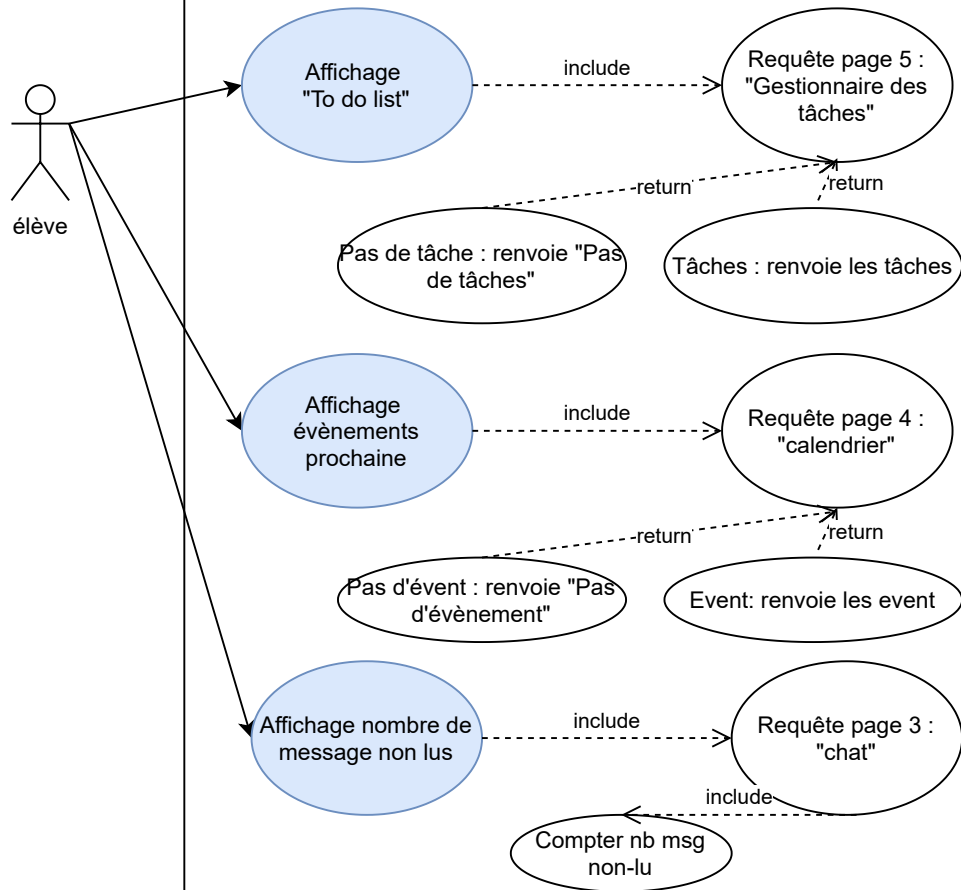 Affichage
"To do list"
include
Requête page 5 :
"Gestionnaire des
tâches"
élève
return
return
Pas de tâche : renvoie "Pas
de tâches"
Tâches : renvoie les tâches
Affichage
évènements
prochaine
include
Requête page 4 :
"calendrier"
return
return
Pas d'évent : renvoie "Pas
d'évènement"
Event: renvoie les event
Affichage nombre de
message non lus
include
Requête page 3 :
"chat"
include
Compter nb msg
non-lu